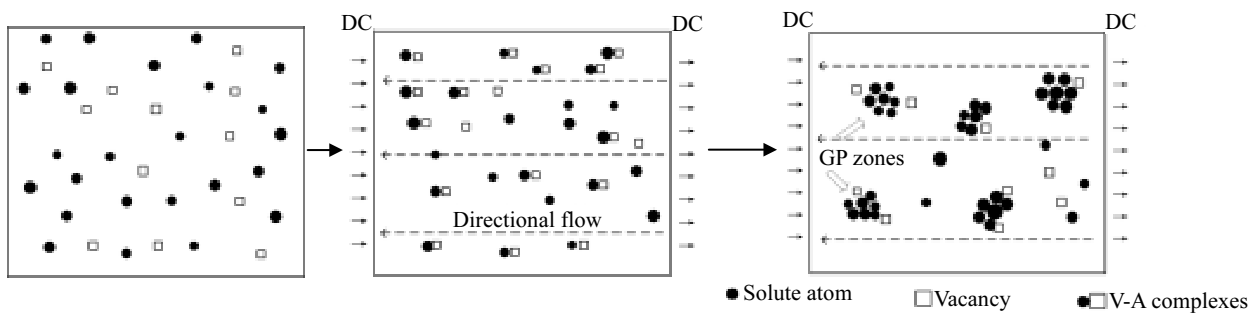 DC
DC
DC
DC
GP zones
Directional flow
Solute atom
Vacancy
V-A complexes